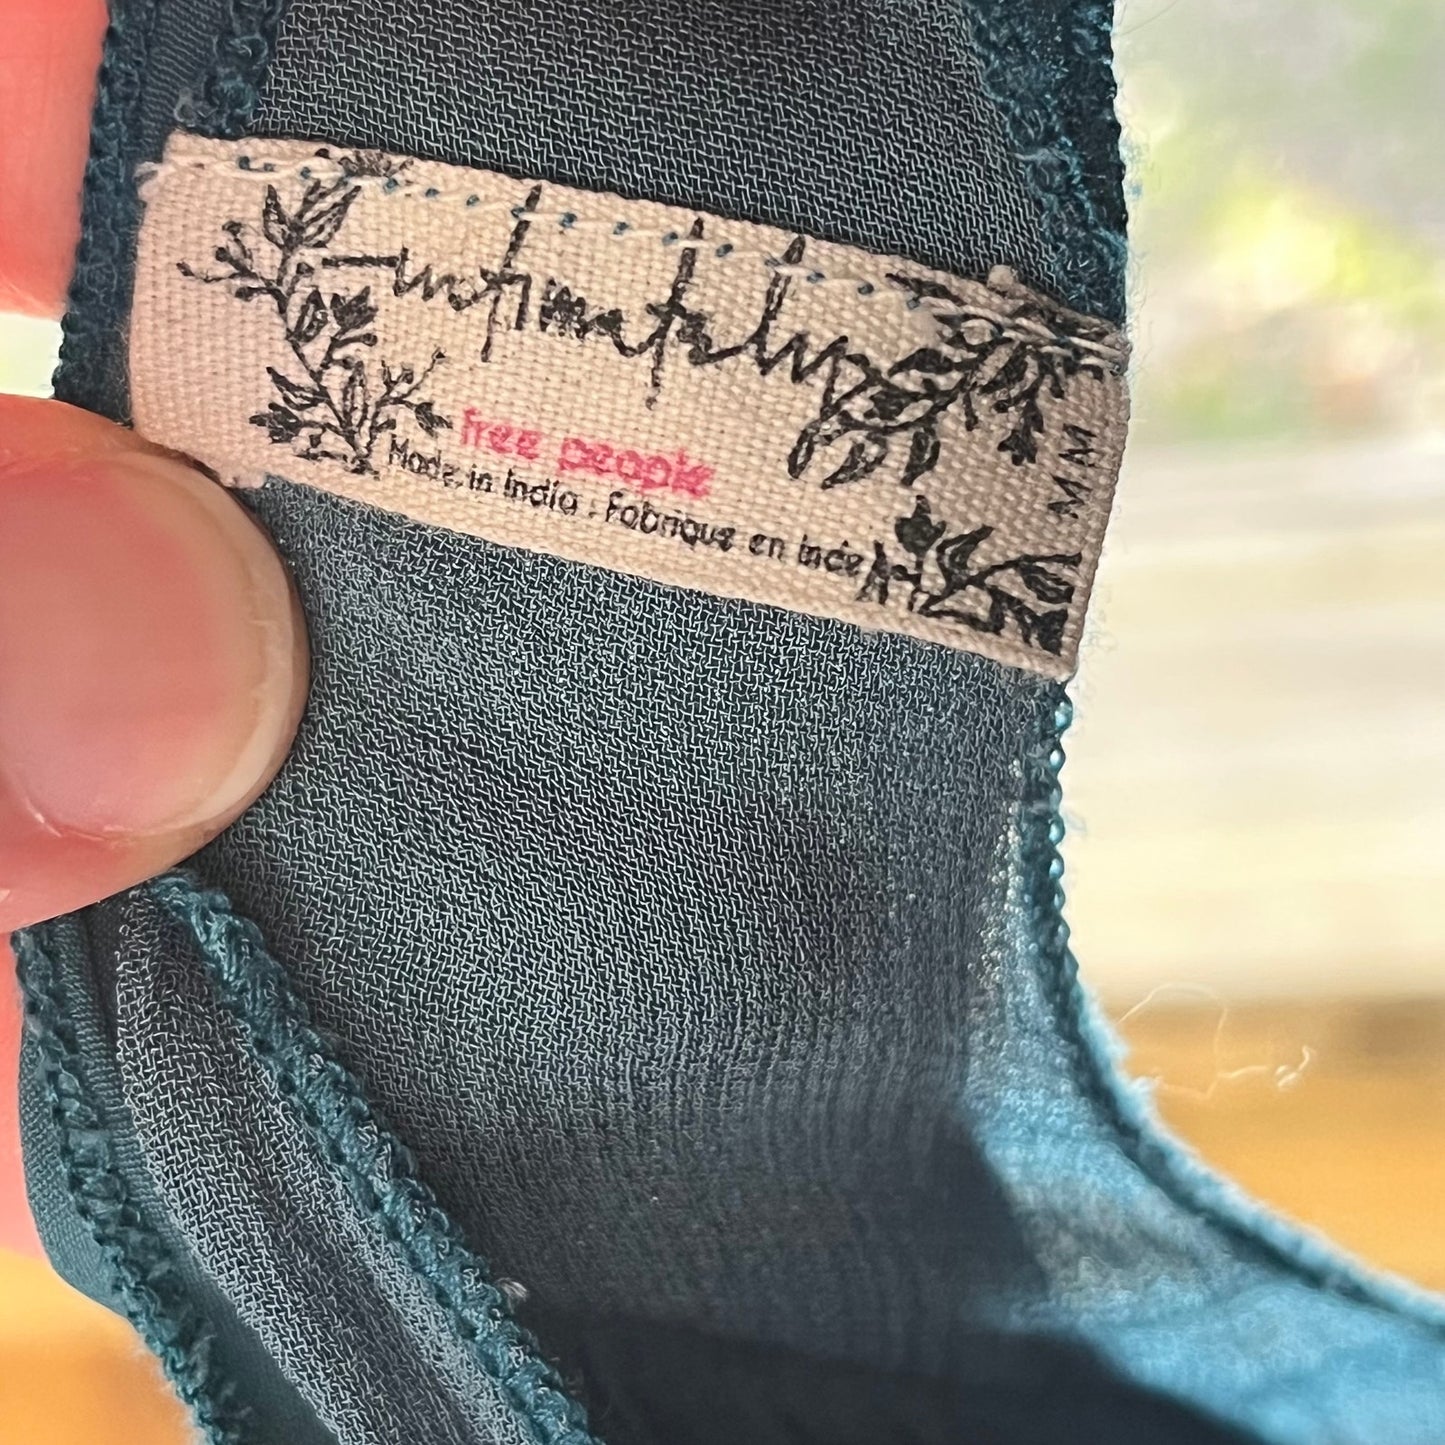 intimately
free people
Made in India : Fabriqué en Inde
M M